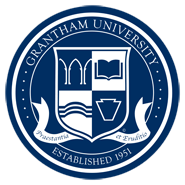 GRANTHAM UNIVERSITY
Praestantia et Eruditio
ESTABLISHED 1951